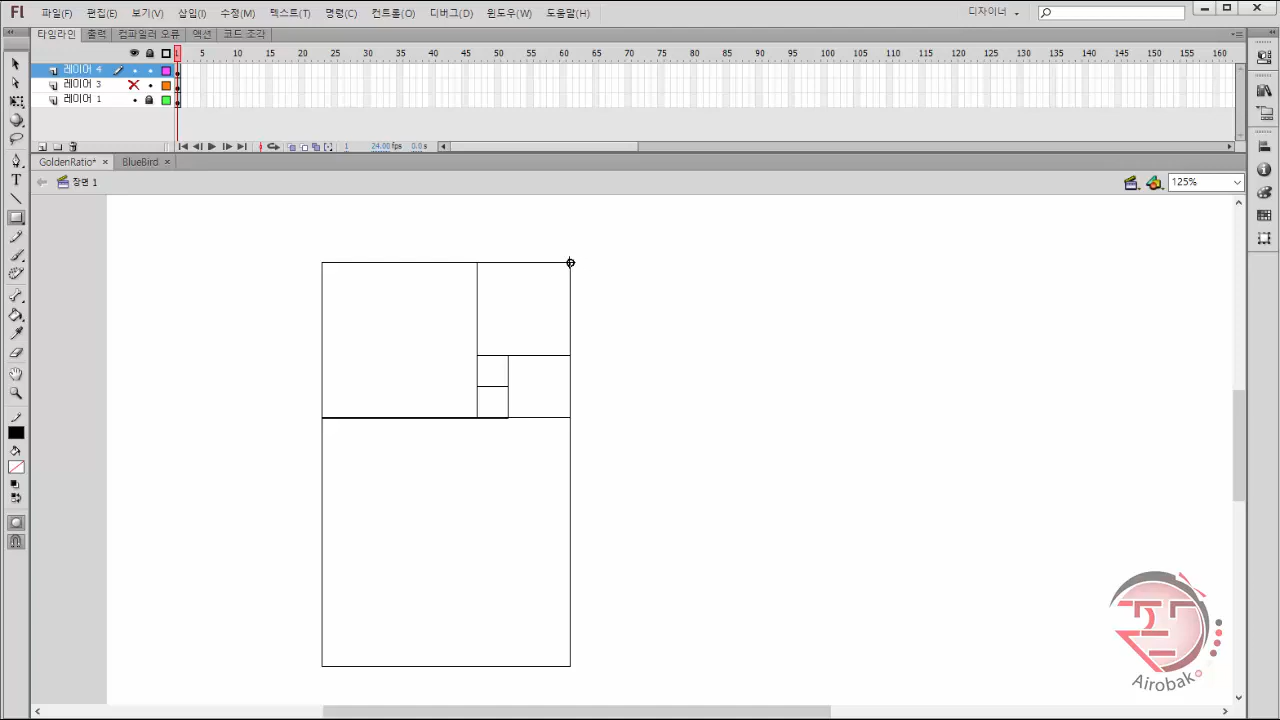 Fl 파일(F) 편집(E) 보기(V) 삽입(I) 수정(M) 텍스트(T) 명령(C) 컨트롤(O) 디버그(D) 윈도우(W) 도움말(H) 디자이너
타임라인 출력 컴파일러 오류 액션 코드 조각
1 5 10 15 20 25 30 35 40 45 50 55 60 65 70 75 80 85 90 95 100 105 110 115 120 125 130 135 140 145 150 155 160
레이어 4
레이어 3
레이어 1
1 24.00 fps 0.0 s
GoldenRatio* BlueBird
장면 1 125%
T
Airobak